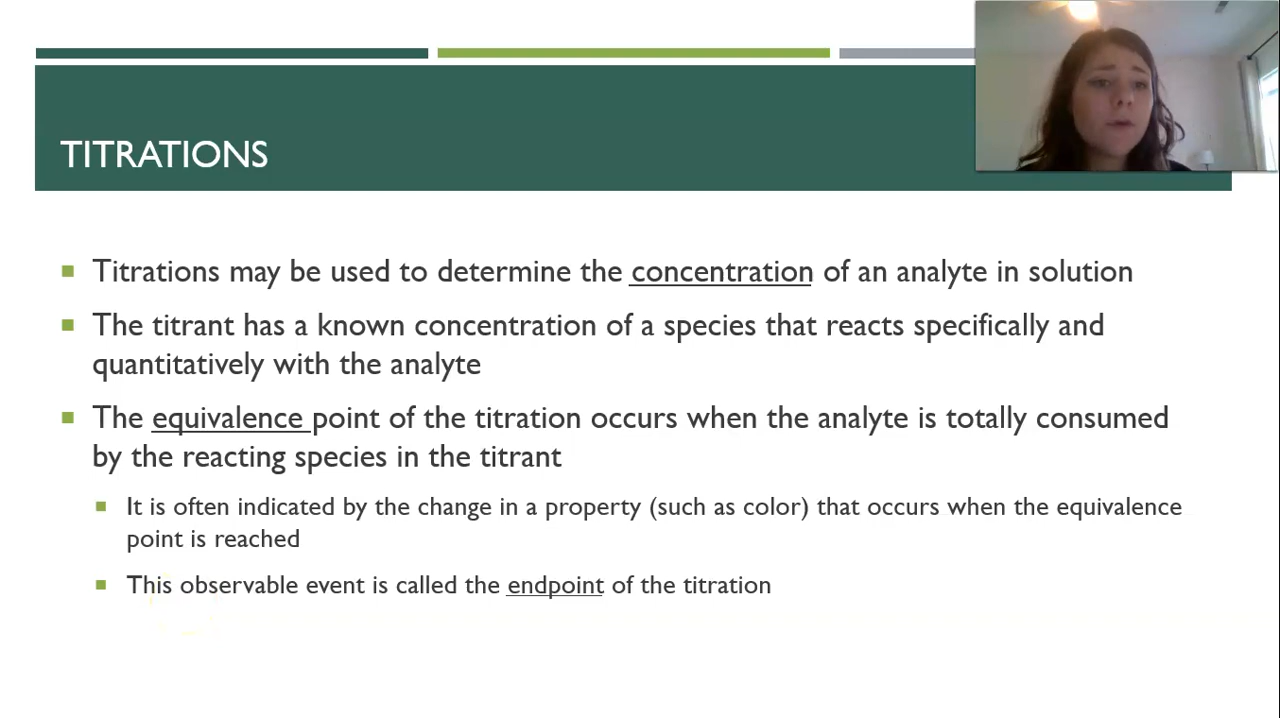 TITRATIONS
Titrations may be used to determine the concentration of an analyte in solution
The titrant has a known concentration of a species that reacts specifically and
quantitatively with the analyte
The equivalence point of the titration occurs when the analyte is totally consumed
by the reacting species in the titrant
It is often indicated by the change in a property (such as color) that occurs when the equivalence
point is reached
This observable event is called the endpoint of the titration